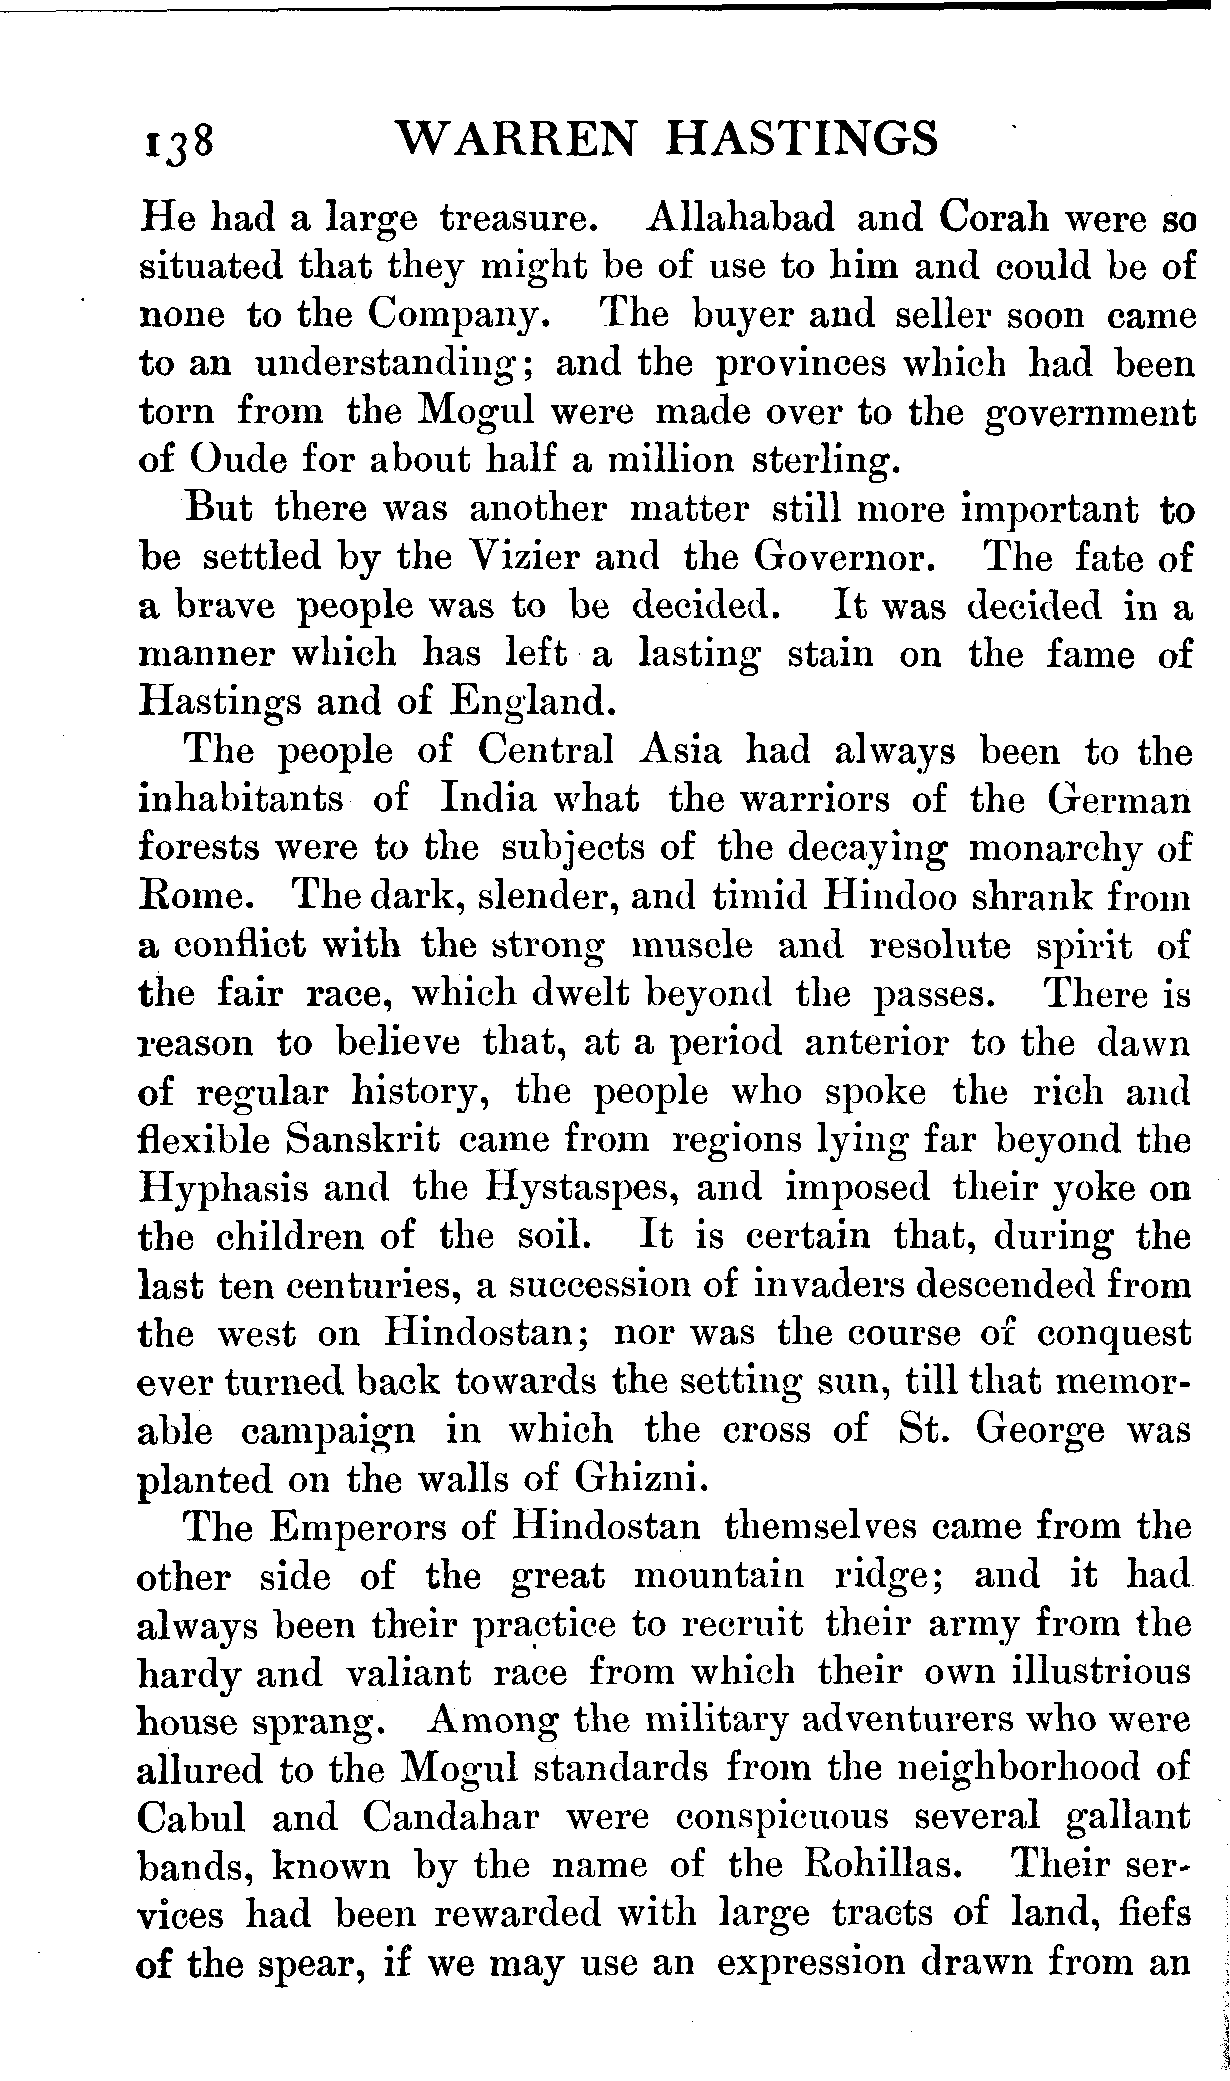 138 WARREN HASTINGS
He had a large treasure. Allahabad and Corah were so
situated that they might be of use to him and could be of
none to the Company. The buyer and seller soon came
to an understanding; and the provinces which had been
torn from the Mogul were made over to the government
of Oude for about half a million sterling.
But there was another matter still more important to
be settled by the Vizier and the Governor. The fate of
a brave people was to be decided. It was decided in a
manner which has left a lasting stain on the fame of
Hastings and of England.
The people of Central Asia had always been to the
inhabitants of India what the warriors of the German
forests were to the subjects of the decaying monarchy of
Rome. The dark, slender, and timid Hindoo shrank from
a conflict with the strong muscle and resolute spirit of
the fair race, which dwelt beyond the passes. There is
reason to believe that, at a period anterior to the dawn
of regular history, the people who spoke the rich and
flexible Sanskrit came from regions lying far beyond the
Hyphasis and the Hystaspes, and imposed their yoke on
the children of the soil. It is certain that, during the
last ten centuries, a succession of invaders descended from
the west on Hindostan; nor was the course of conquest
ever turned back towards the setting sun, till that memor-
able campaign in which the cross of St. George was
planted on the walls of Ghizni.
The Emperors of Hindostan themselves came from the
other side of the great mountain ridge; and it had
always been their practice to recruit their army from the
hardy and valiant race from which their own illustrious
house sprang. Among the military adventurers who were
allured to the Mogul standards from the neighborhood of
Cabul and Candahar were conspicuous several gallant
bands, known by the name of the Rohillas. Their ser-
vices had been rewarded with large tracts of land, fiefs
of the spear, if we may use an expression drawn from an